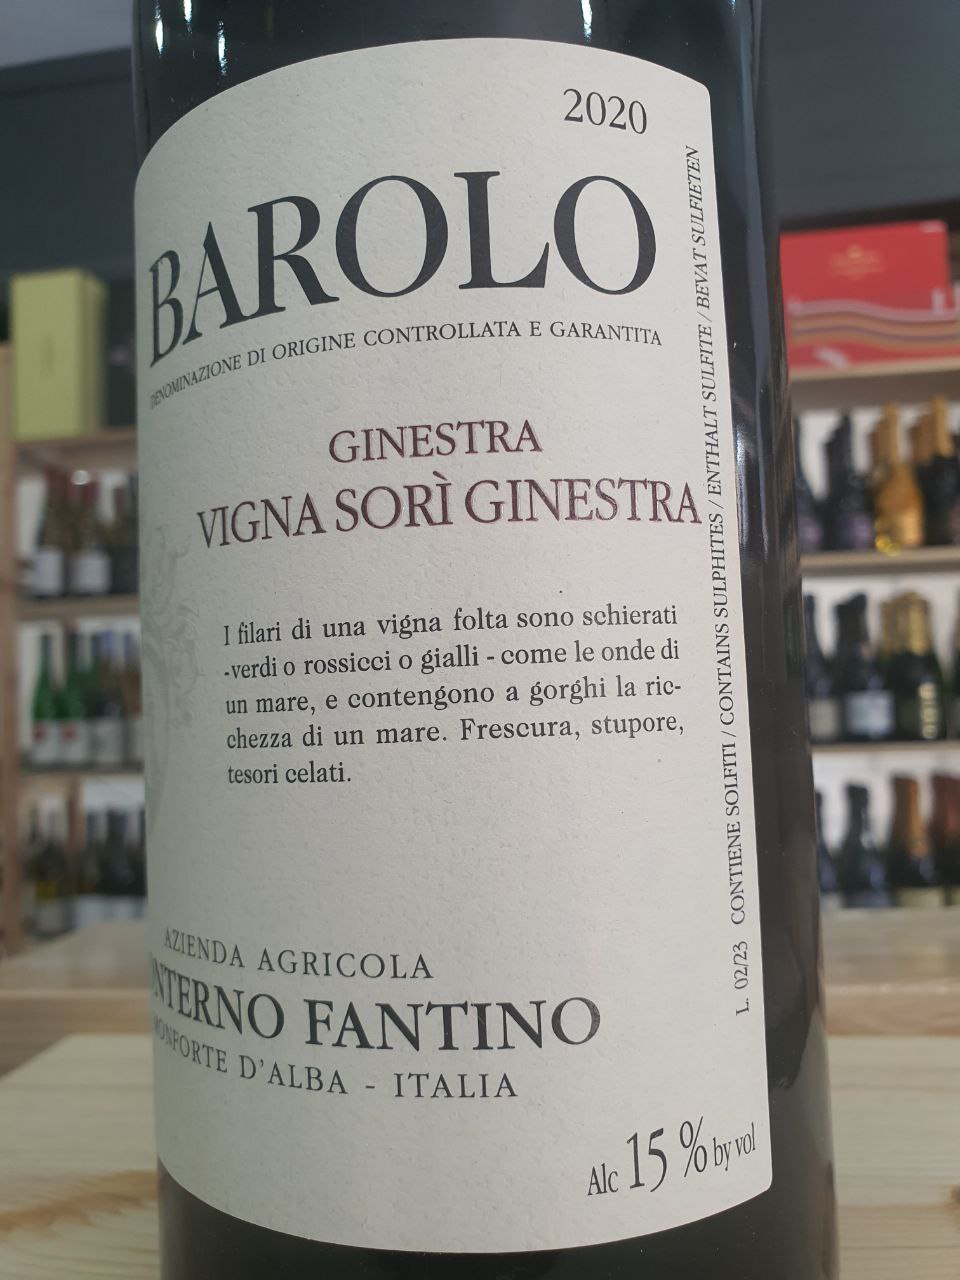 2020
BAROLO
DENOMINAZIONE DI ORIGINE CONTROLLATA E GARANTITA
GINESTRA
VIGNA SORÌ GINESTRA
I filari di una vigna folta sono schierati
-verdi o rossicci o gialli - come le onde di
un mare, e contengono a gorghi la ric-
chezza di un mare. Frescura, stupore,
tesori celati.
AZIENDA AGRICOLA
NTERNO FANTINO
MONFORTE D'ALBA - ITALIA
Alc 15 % by vol
L. 02/23 CONTIENE SOLFITI / CONTAINS SULPHITES / ENTHALT SULFITE / BEVAT SULFIETEN